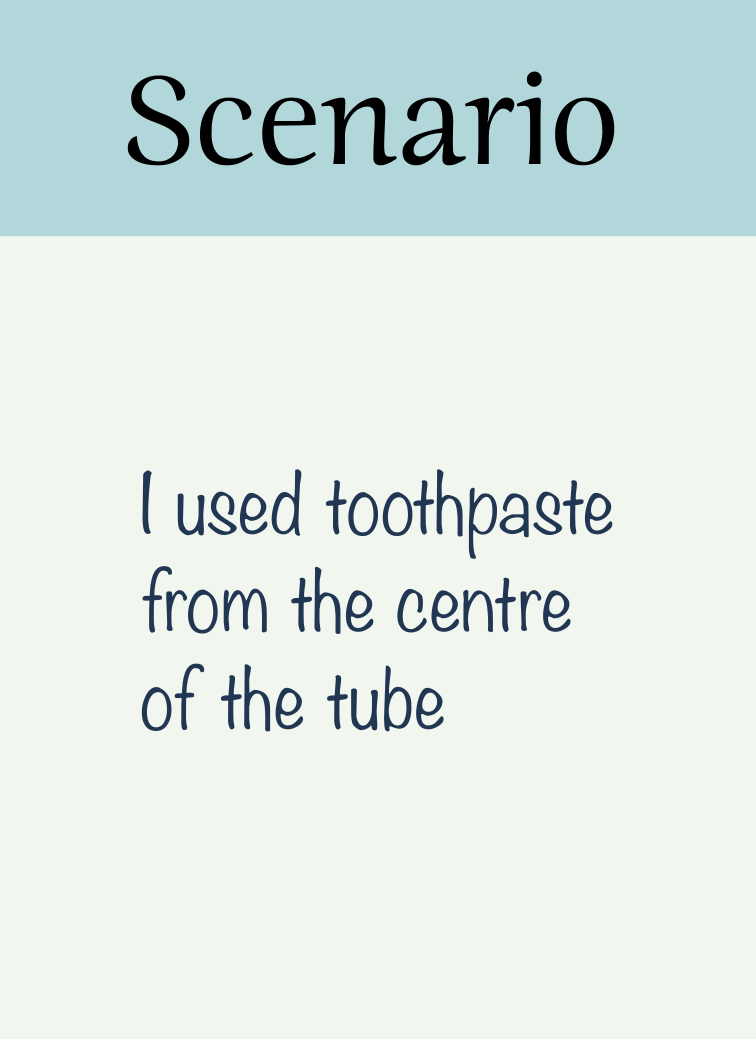 Scenario
I used toothpaste
from the centre
of the tube